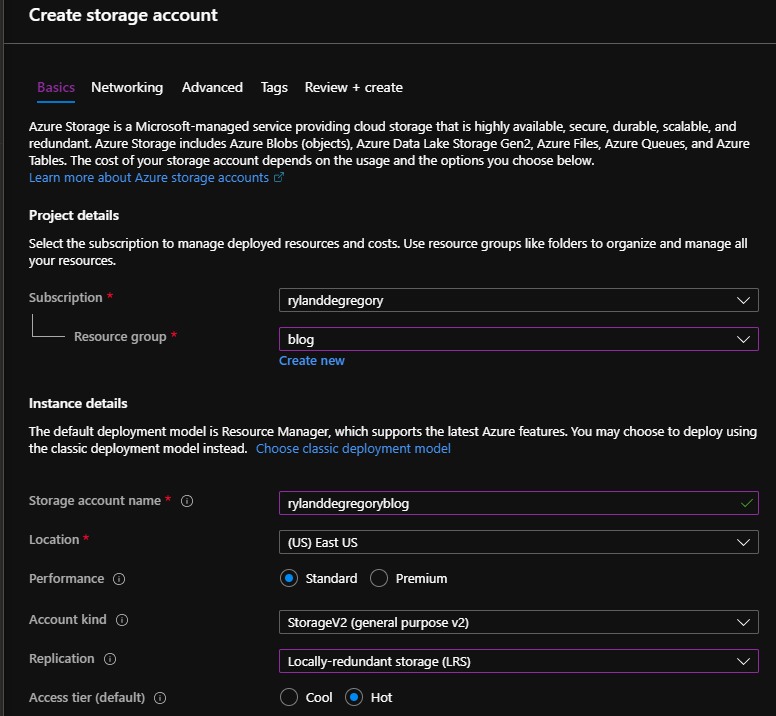 Create storage account
Basics Networking Advanced Tags Review + create
Azure Storage is a Microsoft-managed service providing cloud storage that is highly available, secure, durable, scalable, and
redundant. Azure Storage includes Azure Blobs (objects), Azure Data Lake Storage Gen2, Azure Files, Azure Queues, and Azure
Tables. The cost of your storage account depends on the usage and the options you choose below.
Learn more about Azure storage accounts
Project details
Select the subscription to manage deployed resources and costs. Use resource groups like folders to organize and manage all
your resources.
Subscription * rylanddegregory
Resource group * blog
Create new
Instance details
The default deployment model is Resource Manager, which supports the latest Azure features. You may choose to deploy using
the classic deployment model instead. Choose classic deployment model
Storage account name * rylanddegregoryblog
Location * (US) East US
Performance Standard Premium
Account kind StorageV2 (general purpose v2)
Replication Locally-redundant storage (LRS)
Access tier (default) Cool Hot